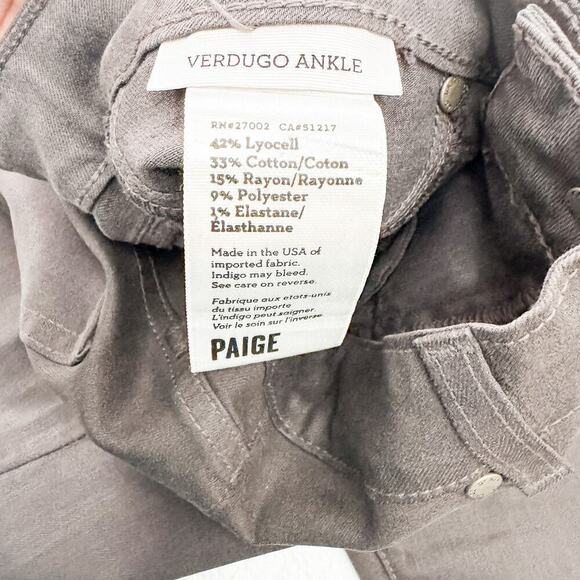 VERDUGO ANKLE
RN#27002 CA#51217
42% Lyocell
33% Cotton/Coton
15% Rayon/Rayonne
9% Polyester
1% Elastane/
Élasthanne
Made in the USA of
imported fabric.
Indigo may bleed.
See care on reverse.
Fabrique aux etats-unis
du tissu importe
L'indigo peut saigner.
Voir le soin sur l'inverse
PAIGE